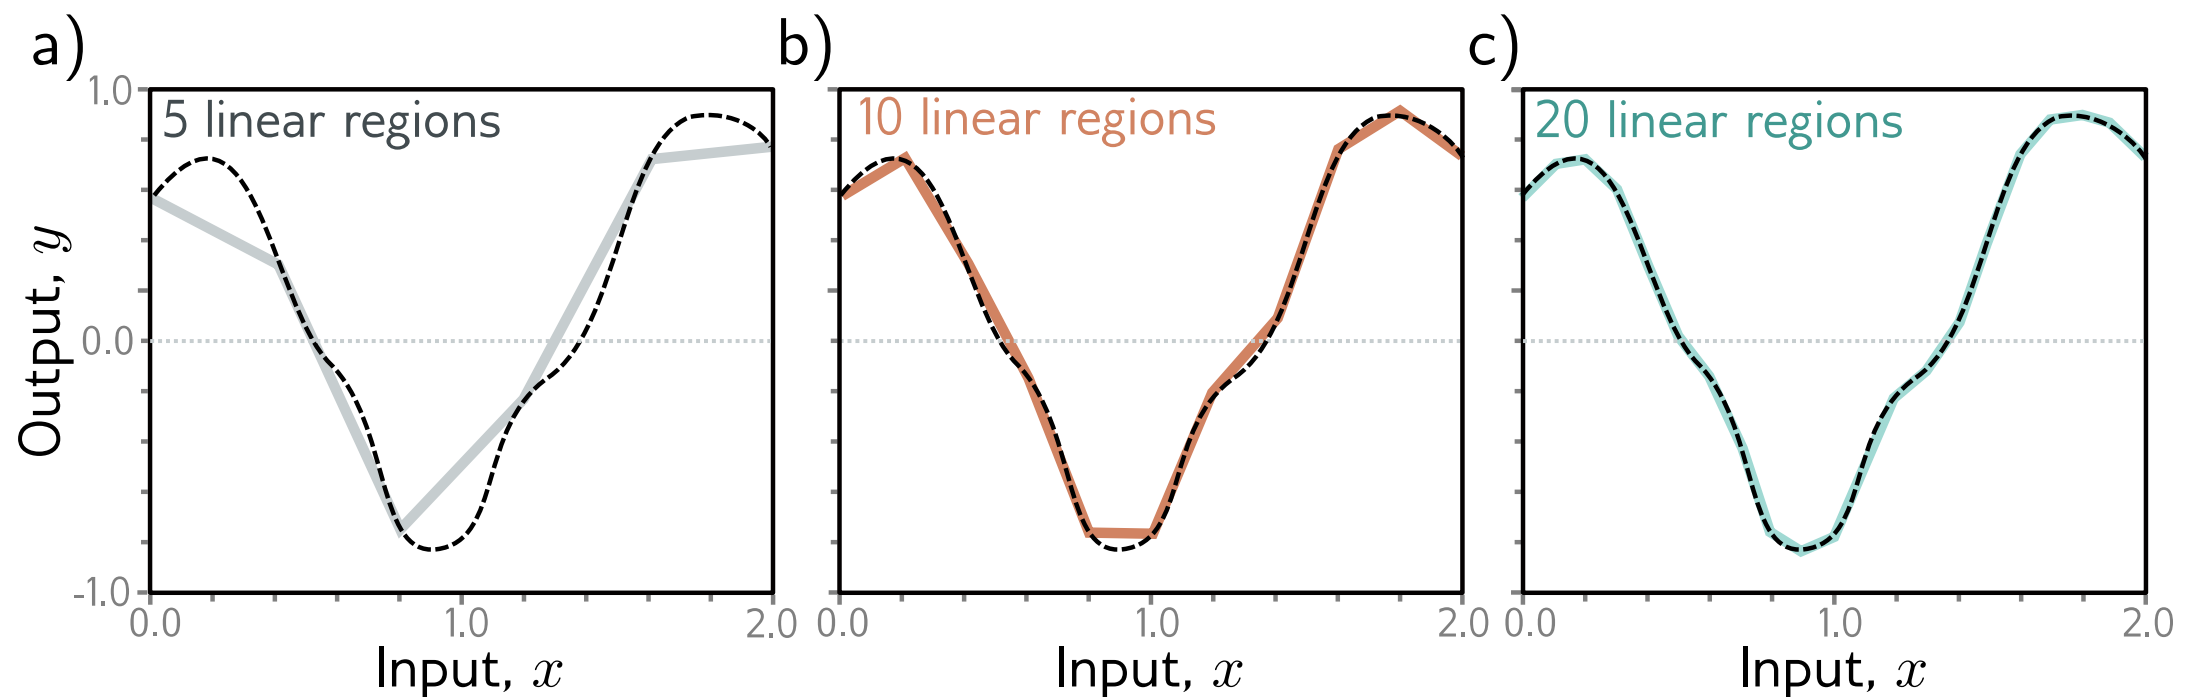 a)
5 linear regions
1.0
0.0
-1.0
0.0
1.0
2.0
Output, y
Input, x
b)
10 linear regions
0.0
1.0
2.0
Input, x
c)
20 linear regions
0.0
1.0
2.0
Input, x